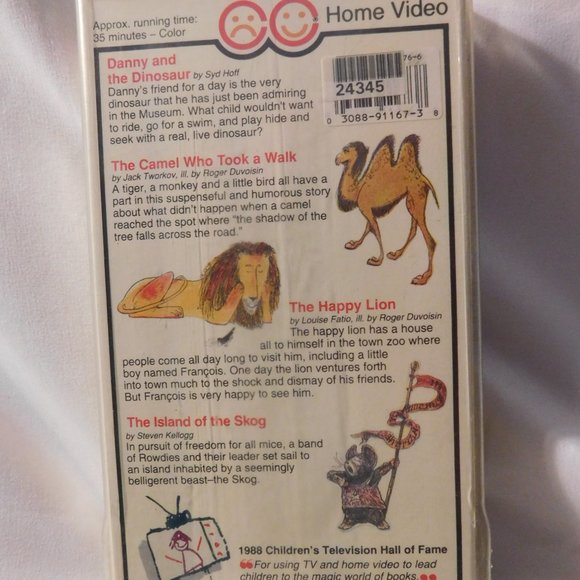 Approx. running time:
35 minutes – Color
® Home Video
Danny and
the Dinosaur by Syd Hoff
Danny's friend for a day is the very
dinosaur that he has just been admiring
in the Museum. What child wouldn't want
to ride, go for a swim, and play hide and
seek with a real, live dinosaur?
76-6
24345
0 3088-91167-3 8
The Camel Who Took a Walk
by Jack Tworkov, ill. by Roger Duvoisin
A tiger, a monkey and a little bird all have a
part in this suspenseful and humorous story
about what didn't happen when a camel
reached the spot where "the shadow of the
tree falls across the road."
The Happy Lion
by Louise Fatio, ill. by Roger Duvoisin
The happy lion has a house
all to himself in the town zoo where
people come all day long to visit him, including a little
boy named François. One day the lion ventures forth
into town much to the shock and dismay of his friends.
But François is very happy to see him.
The Island of the Skog
by Steven Kellogg
In pursuit of freedom for all mice, a band
of Rowdies and their leader set sail to
an island inhabited by a seemingly
belligerent beast–the Skog.
1988 Children's Television Hall of Fame
"For using TV and home video to lead
children to the magic world of books."